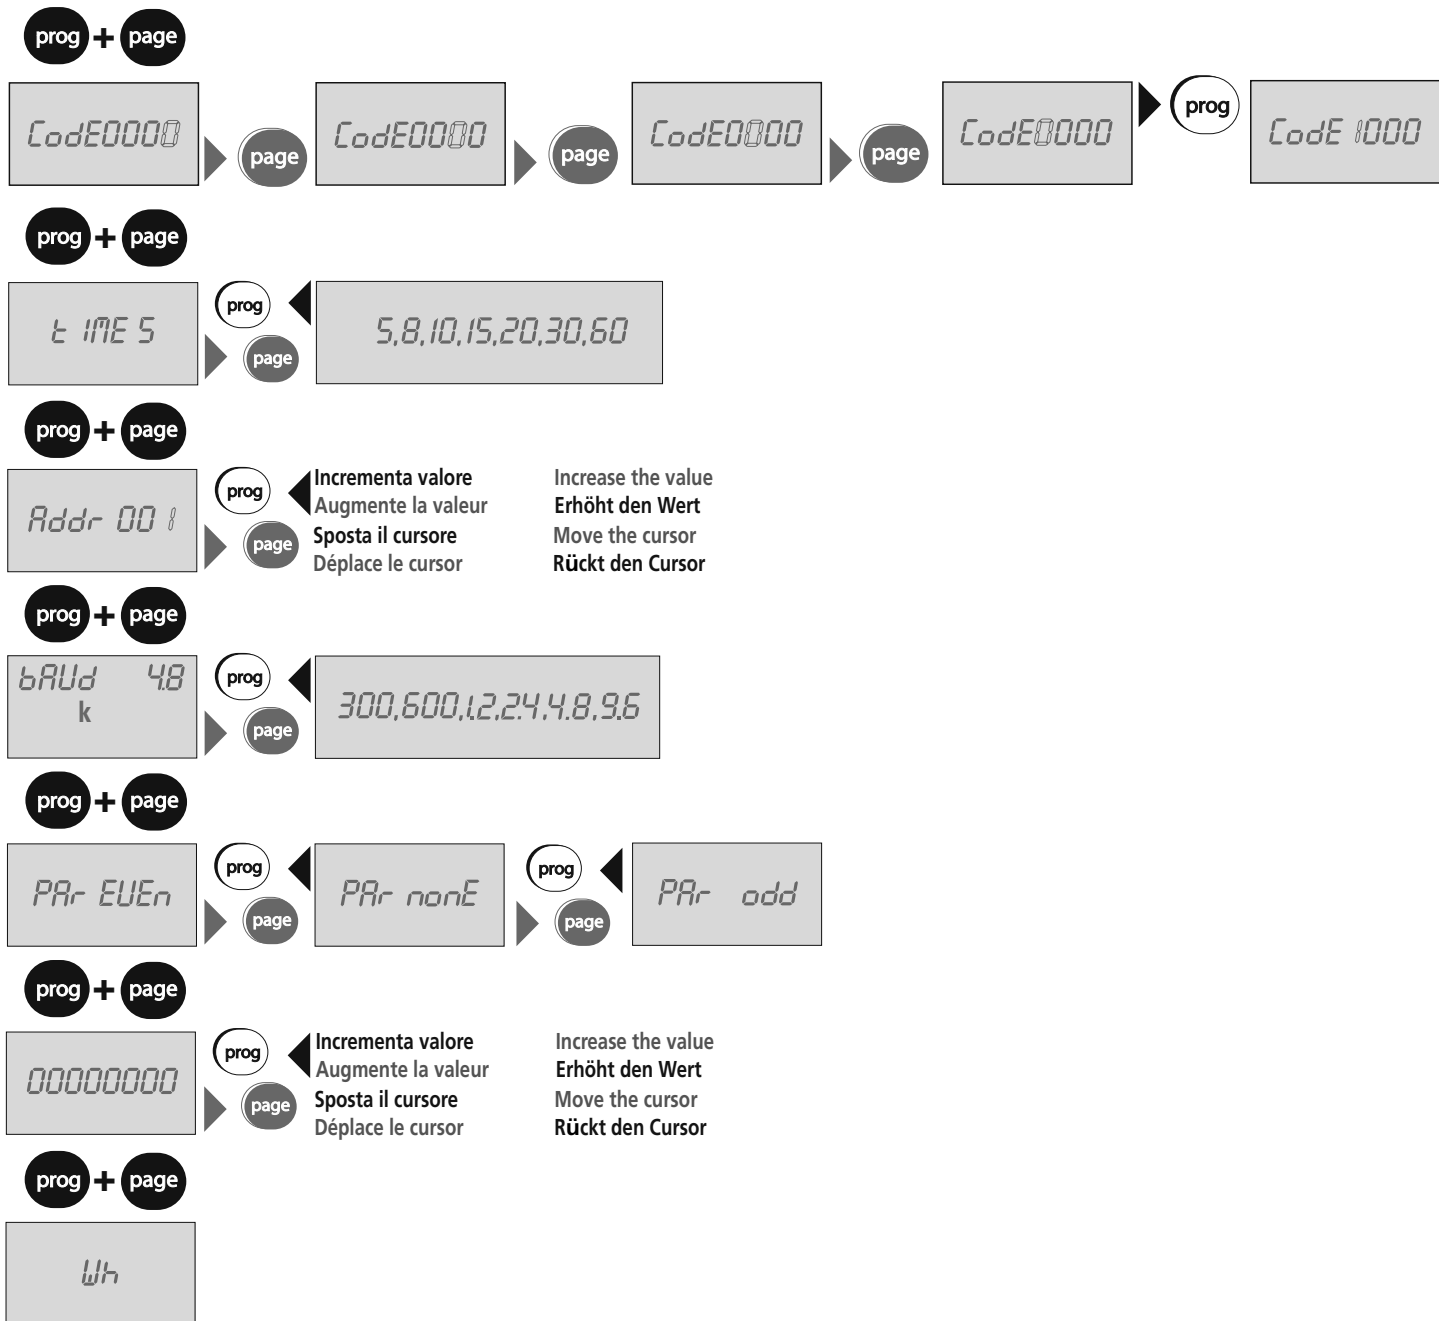 prog + page
CodE0000 page CodE0000 page CodE0000 page CodE0000 prog CodE 1000
prog + page
t IME 5 prog page 5,8,10,15,20,30,60
prog + page
Addr 001 prog page
Incrementa valore Increase the value
Augmente la valeur Erhöht den Wert
Sposta il cursore Move the cursor
Déplace le cursor Rückt den Cursor
prog + page
bAUd 4.8 prog
k page 300,600,1.2,2.4,4.8,9.6
prog + page
PAr EVEn prog page PAr nonE prog page PAr odd
prog + page
00000000 prog page
Incrementa valore Increase the value
Augmente la valeur Erhöht den Wert
Sposta il cursore Move the cursor
Déplace le cursor Rückt den Cursor
prog + page
Wh